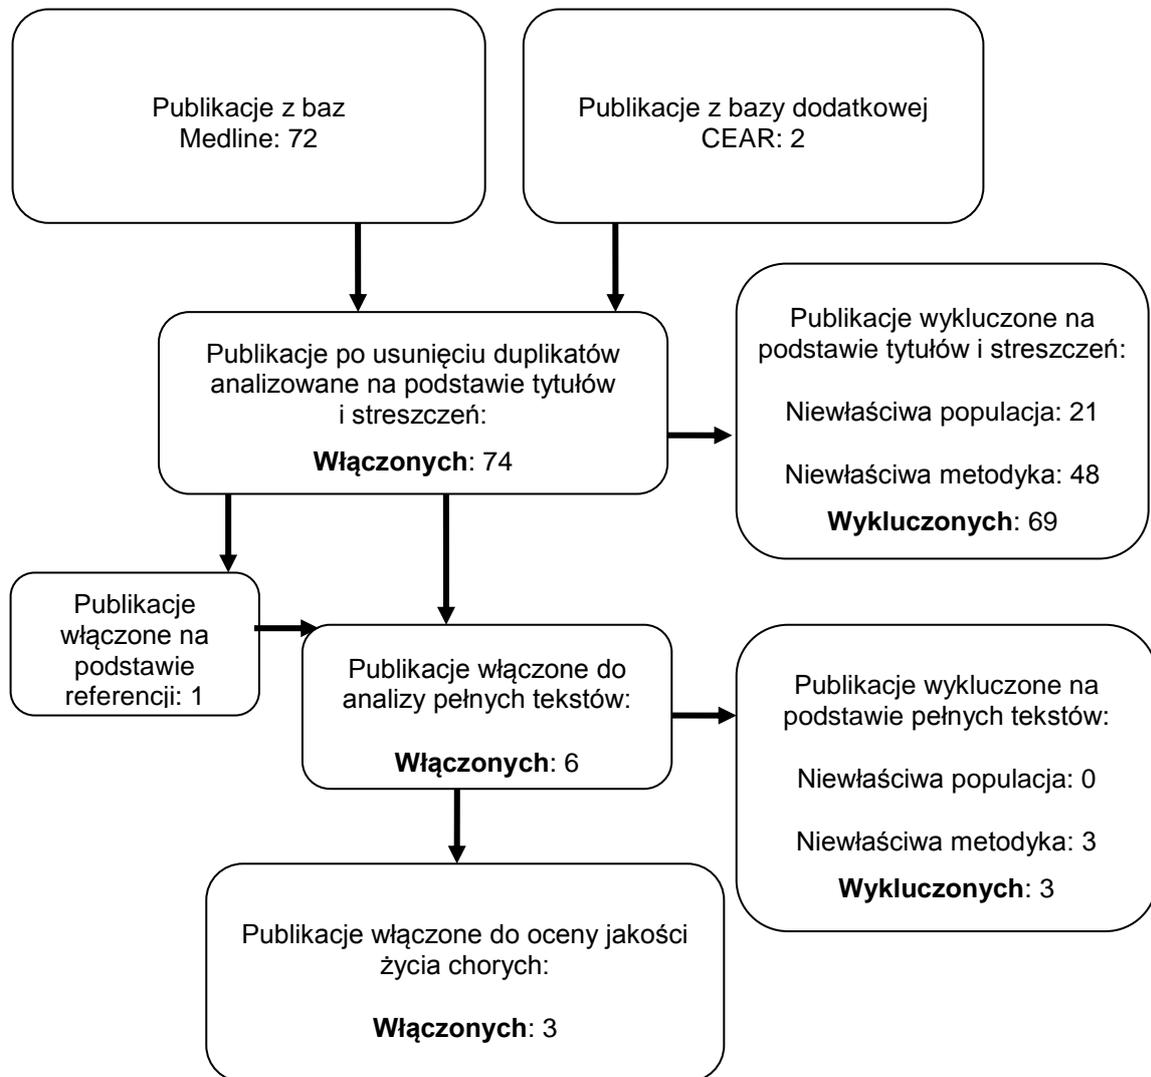 Publikacje z baz
Medline: 72
Publikacje z bazy dodatkowej
CEAR: 2
Publikacje po usunięciu duplikatów
analizowane na podstawie tytułów
i streszczeń:
Włączonych: 74
Publikacje wykluczone na
podstawie tytułów i streszczeń:
Niewłaściwa populacja: 21
Niewłaściwa metodyka: 48
Wykluczonych: 69
Publikacje
włączone na
podstawie
referencji: 1
Publikacje włączone do
analizy pełnych tekstów:
Włączonych: 6
Publikacje wykluczone na
podstawie pełnych tekstów:
Niewłaściwa populacja: 0
Niewłaściwa metodyka: 3
Wykluczonych: 3
Publikacje włączone do oceny jakości
życia chorych:
Włączonych: 3